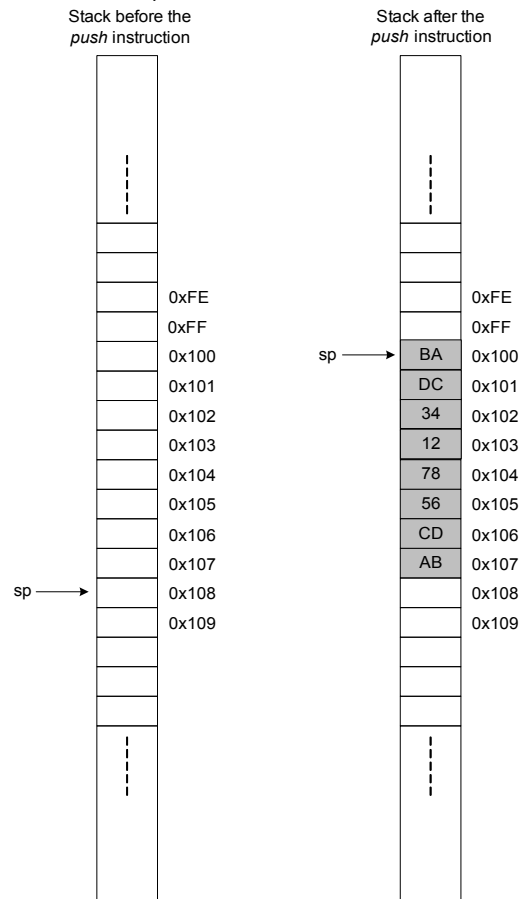 Stack before the
push instruction
0xFE
0xFF
0x100
0x101
0x102
0x103
0x104
0x105
0x106
0x107
sp
0x108
0x109
Stack after the
push instruction
0xFE
0xFF
sp
BA
0x100
DC
0x101
34
0x102
12
0x103
78
0x104
56
0x105
CD
0x106
AB
0x107
0x108
0x109